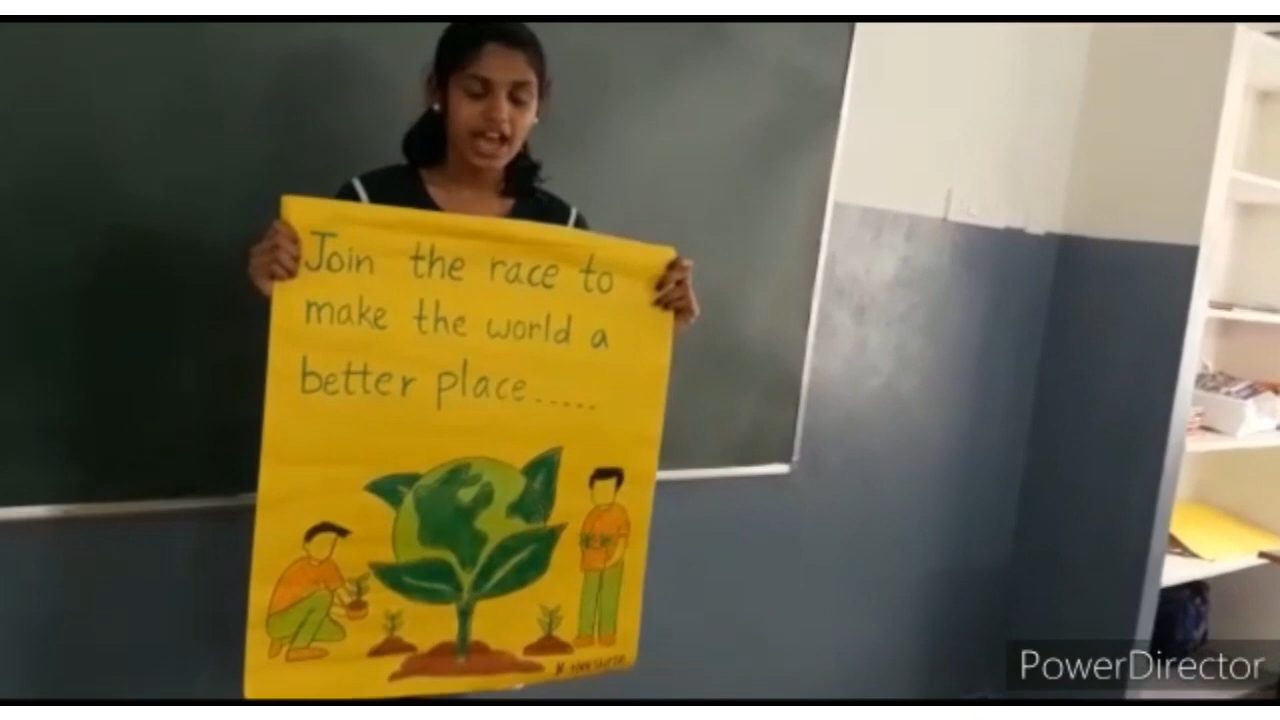 Join the race to
make the world a
better place.....
PowerDirector